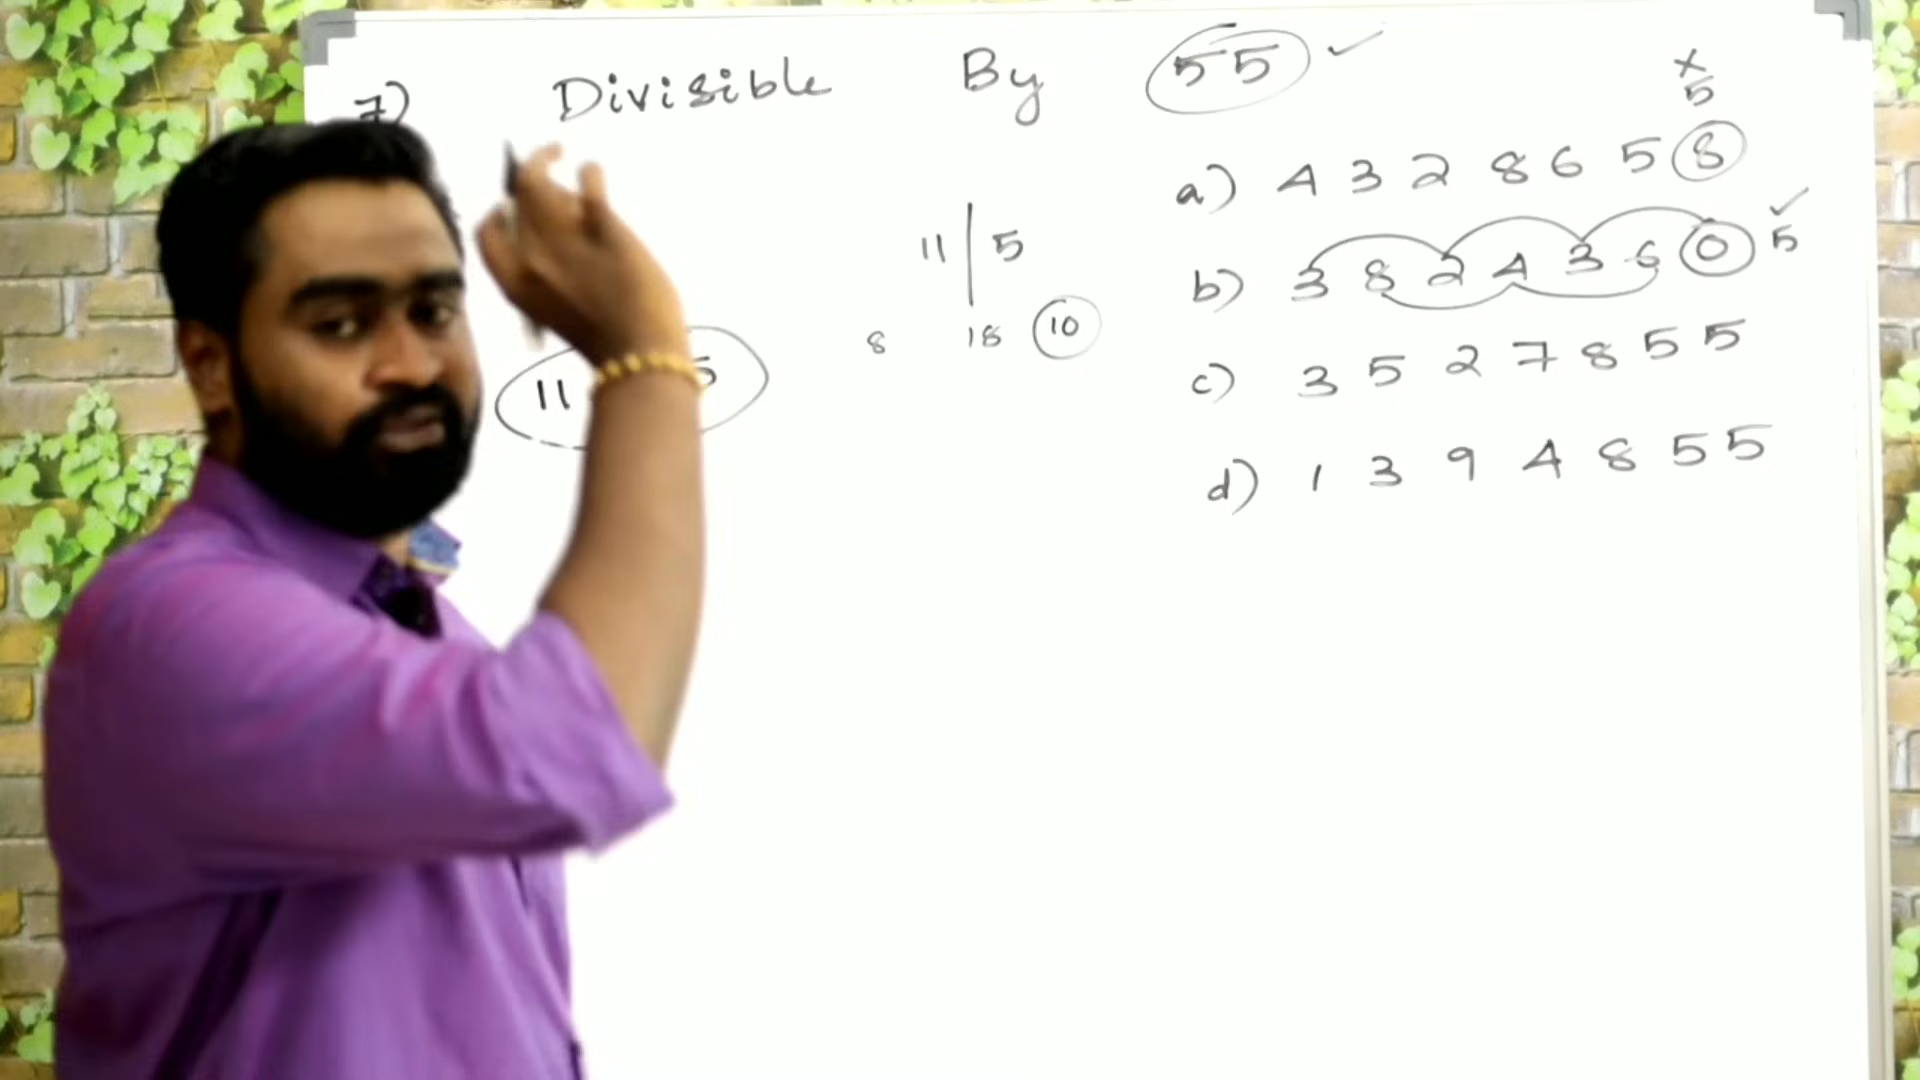 7) Divisible By 55 ✓
× 5
a) 4 3 2 8 6 5 8
11 | 5
b) 3 8 2 4 3 6 0 5 ✓
8 18 10
11 5
c) 3 5 2 7 8 5 5
d) 1 3 9 4 8 5 5